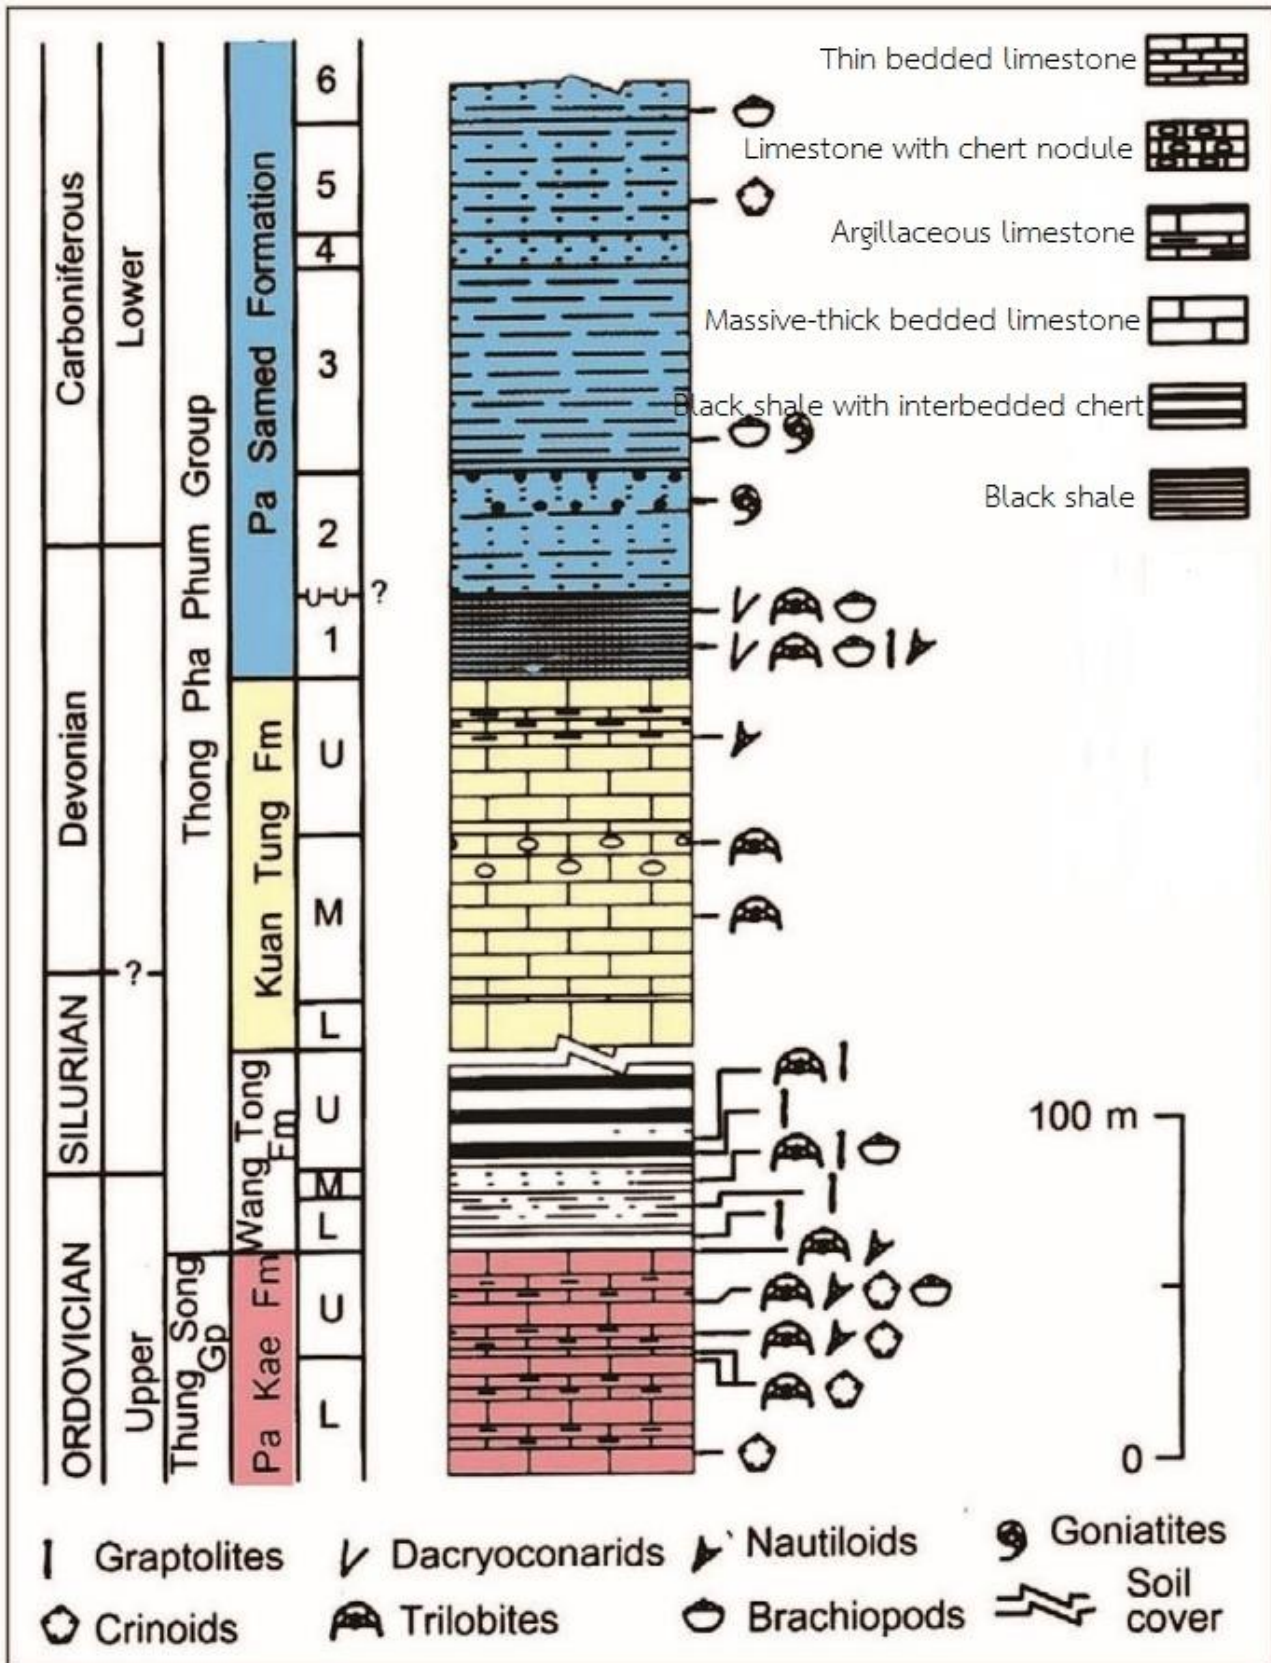 Carboniferous
Devonian
SILURIAN
ORDOVICIAN
Lower
?
Upper
Thong Pha Phum Group
Thung Song
Gp
Pa Samed Formation
Kuan Tung Fm
Wang Tong
Fm
Pa Kae Fm
6
5
4
3
2
?
1
U
M
L
U
M
L
U
L
Thin bedded limestone
Limestone with chert nodule
Argillaceous limestone
Massive-thick bedded limestone
Black shale with interbedded chert
Black shale
100 m
0
Graptolites
Dacryoconarids
Nautiloids
Goniatites
Crinoids
Trilobites
Brachiopods
Soil
cover